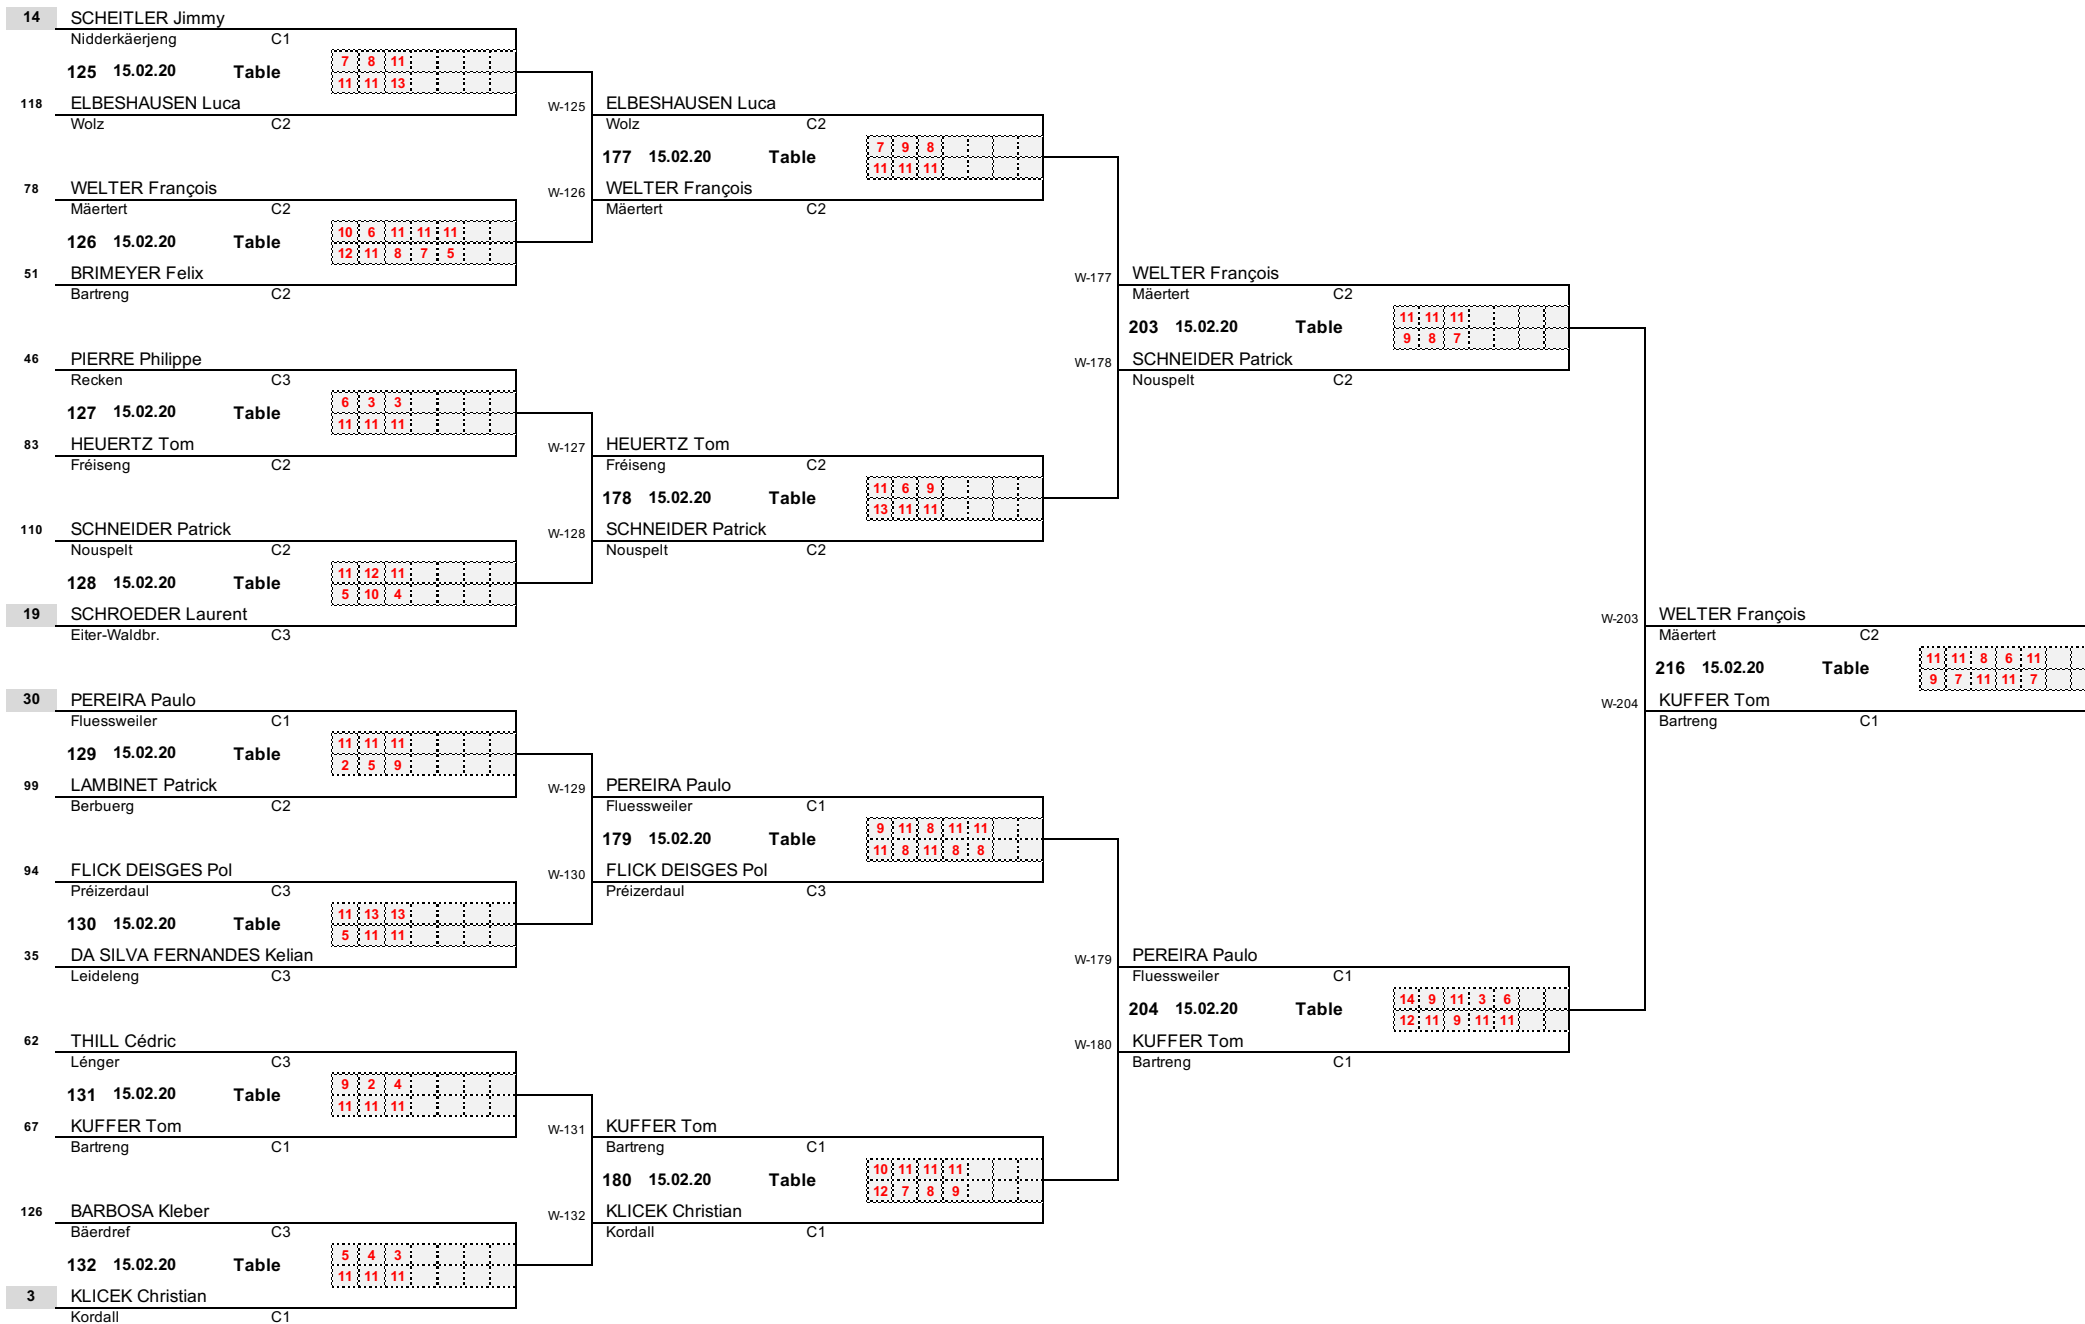 14 SCHEITLER Jimmy
Nidderkäerjeng C1
125 15.02.20 Table
7 8 11
11 11 13
118 ELBESHAUSEN Luca
Wolz C2
78 WELTER François
Mäertert C2
126 15.02.20 Table
10 6 11 11 11
12 11 8 7 5
51 BRIMEYER Felix
Bartreng C2
46 PIERRE Philippe
Recken C3
127 15.02.20 Table
6 3 3
11 11 11
83 HEUERTZ Tom
Fréiseng C2
110 SCHNEIDER Patrick
Nouspelt C2
128 15.02.20 Table
11 12 11
5 10 4
19 SCHROEDER Laurent
Eiter-Waldbr. C3
30 PEREIRA Paulo
Fluessweiler C1
129 15.02.20 Table
11 11 11
2 5 9
99 LAMBINET Patrick
Berbuerg C2
94 FLICK DEISGES Pol
Préizerdaul C3
130 15.02.20 Table
11 13 13
5 11 11
35 DA SILVA FERNANDES Kelian
Leideleng C3
62 THILL Cédric
Lénger C3
131 15.02.20 Table
9 2 4
11 11 11
67 KUFFER Tom
Bartreng C1
126 BARBOSA Kleber
Bäerdref C3
132 15.02.20 Table
5 4 3
11 11 11
3 KLICEK Christian
Kordall C1
W-125 ELBESHAUSEN Luca
Wolz C2
177 15.02.20 Table
7 9 8
11 11 11
W-126 WELTER François
Mäertert C2
W-127 HEUERTZ Tom
Fréiseng C2
178 15.02.20 Table
11 6 9
13 11 11
W-128 SCHNEIDER Patrick
Nouspelt C2
W-129 PEREIRA Paulo
Fluessweiler C1
179 15.02.20 Table
9 11 8 11 11
11 8 11 8 8
W-130 FLICK DEISGES Pol
Préizerdaul C3
W-131 KUFFER Tom
Bartreng C1
180 15.02.20 Table
10 11 11 11
12 7 8 9
W-132 KLICEK Christian
Kordall C1
W-177 WELTER François
Mäertert C2
203 15.02.20 Table
11 11 11
9 8 7
W-178 SCHNEIDER Patrick
Nouspelt C2
W-179 PEREIRA Paulo
Fluessweiler C1
204 15.02.20 Table
14 9 11 3 6
12 11 9 11 11
W-180 KUFFER Tom
Bartreng C1
W-203 WELTER François
Mäertert C2
216 15.02.20 Table
11 11 8 6 11
9 7 11 11 7
W-204 KUFFER Tom
Bartreng C1